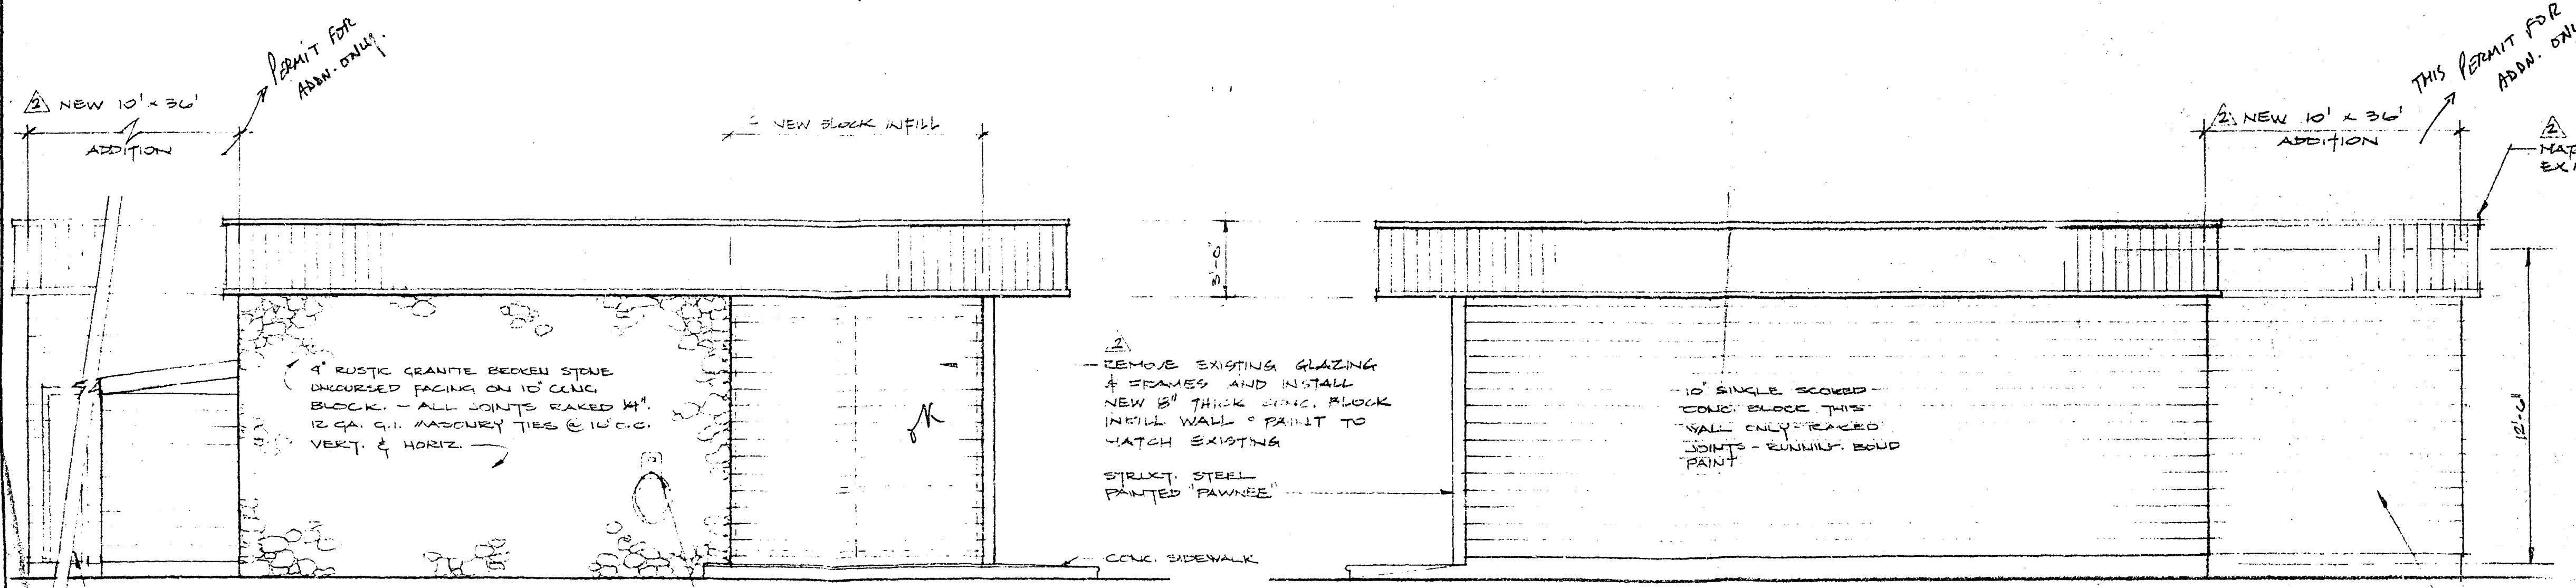 PERMIT FOR
ADDN. ONLY.
2 NEW 10' x 36'
ADDITION
NEW BLOCK INFILL
THIS PERMIT FOR
ADDN. ONLY
2 NEW 10' x 36'
ADDITION
2
MAT
EX
4" RUSTIC GRANITE BROKEN STONE
UNCOURSED FACING ON 10" CONC.
BLOCK. - ALL JOINTS RAKED 1/4".
12 GA. G.I. MASONRY TIES @ 16" O.C.
VERT. & HORIZ.
3'-0"
2
REMOVE EXISTING GLAZING
& FRAMES AND INSTALL
NEW 8" THICK CONC. BLOCK
INFILL WALL PAINT TO
MATCH EXISTING
STRUCT. STEEL
PAINTED "PAWNEE"
CONC. SIDEWALK
10" SINGLE SCORED
CONC. BLOCK THIS
WALL ONLY - RAKED
JOINTS - RUNNING BOND
PAINT
12'-6"